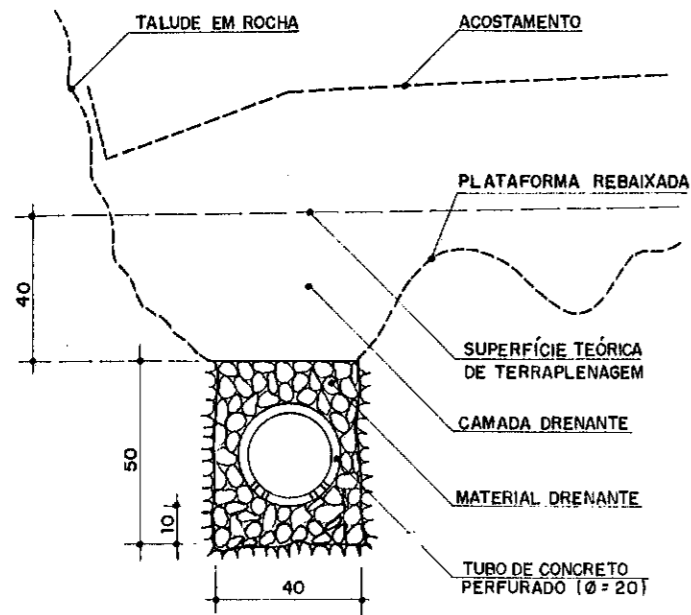 TALUDE EM ROCHA
ACOSTAMENTO
PLATAFORMA REBAIXADA
40
SUPERFÍCIE TEÓRICA
DE TERRAPLENAGEM
CAMADA DRENANTE
50
MATERIAL DRENANTE
10
TUBO DE CONCRETO
PERFURADO (Ø = 20)
40